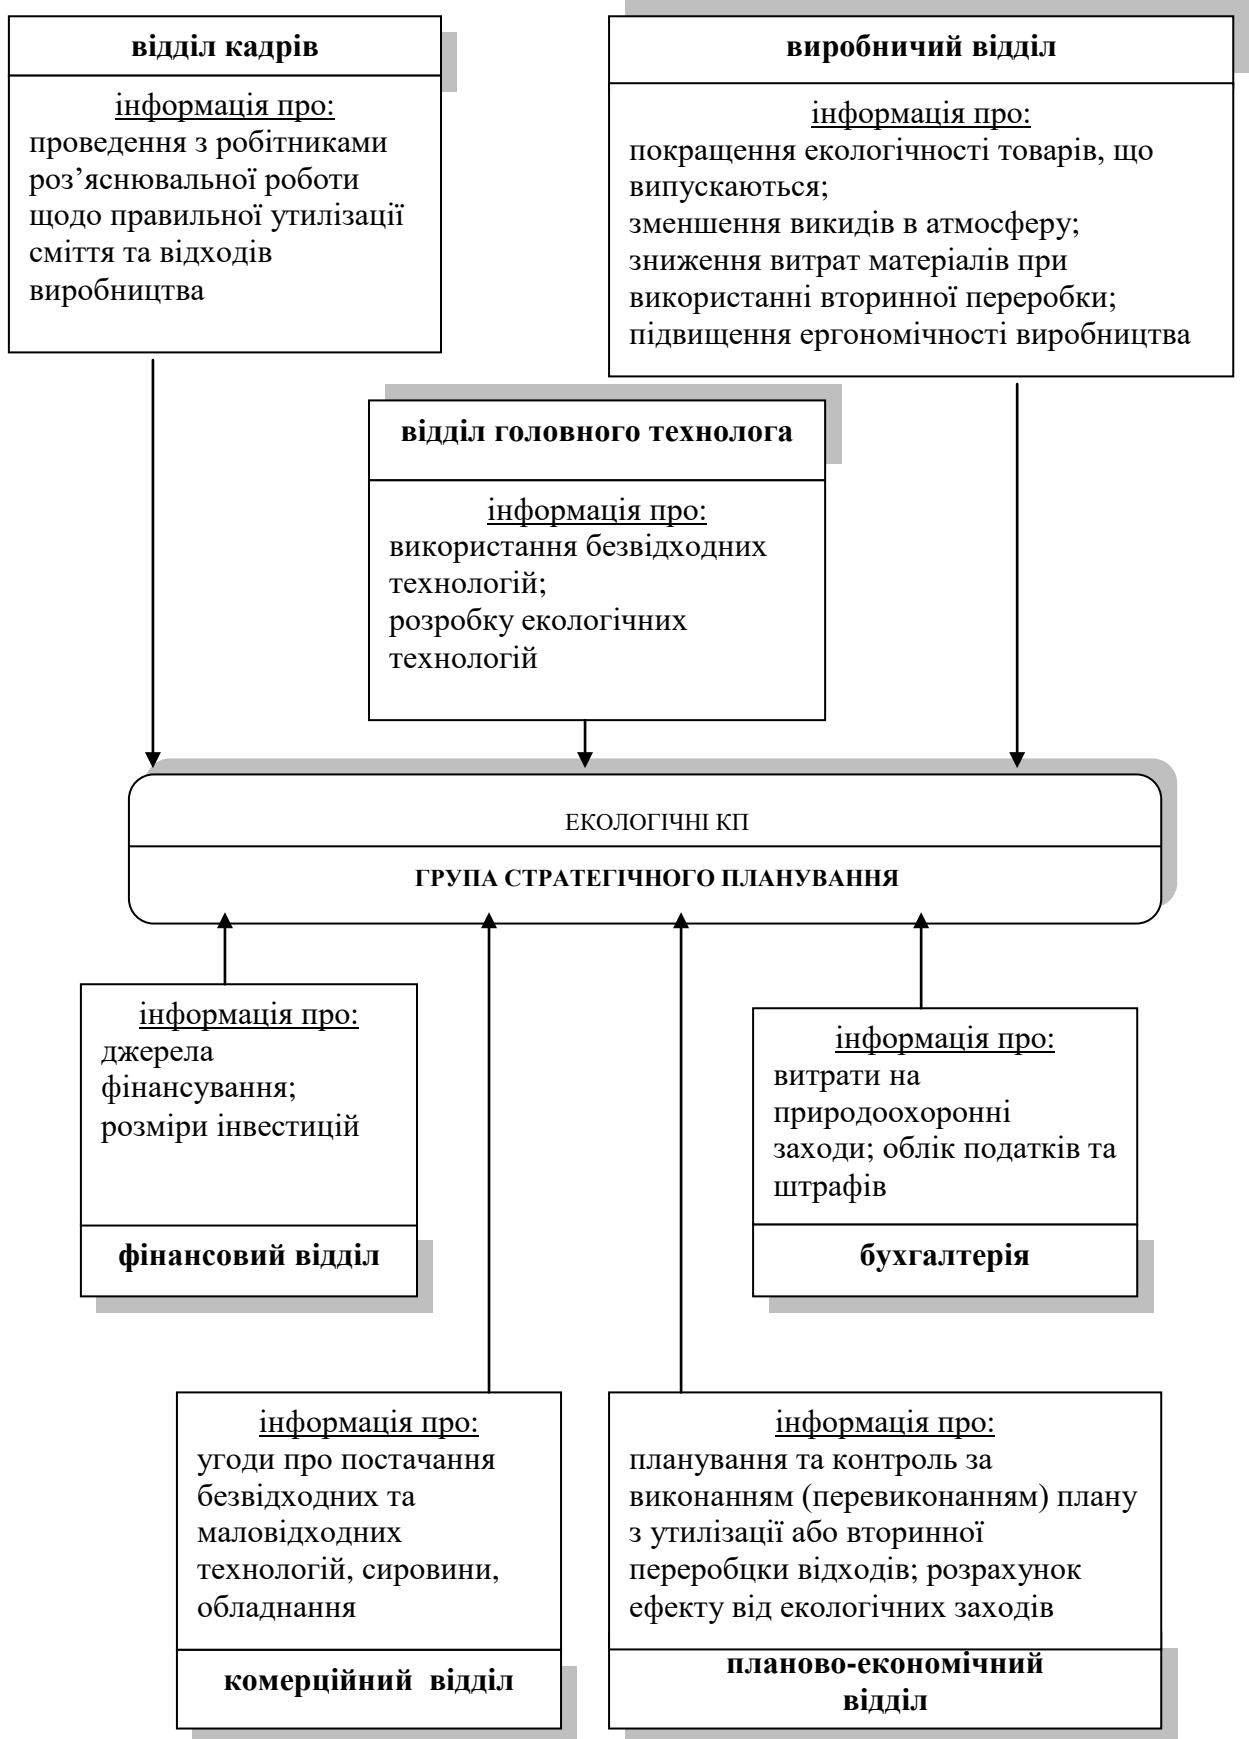 відділ кадрів
інформація про:
проведення з робітниками
роз’яснювальної роботи
щодо правильної утилізації
сміття та відходів
виробництва
виробничий відділ
інформація про:
покращення екологічності товарів, що
випускаються;
зменшення викидів в атмосферу;
зниження витрат матеріалів при
використанні вторинної переробки;
підвищення ергономічності виробництва
відділ головного технолога
інформація про:
використання безвідходних
технологій;
розробку екологічних
технологій
ЕКОЛОГІЧНІ КП
ГРУПА СТРАТЕГІЧНОГО ПЛАНУВАННЯ
інформація про:
джерела
фінансування;
розміри інвестицій
фінансовий відділ
інформація про:
витрати на
природоохоронні
заходи; облік податків та
штрафів
бухгалтерія
інформація про:
угоди про постачання
безвідходних та
маловідходних
технологій, сировини,
обладнання
комерційний відділ
інформація про:
планування та контроль за
виконанням (перевиконанням) плану
з утилізації або вторинної
переробцки відходів; розрахунок
ефекту від екологічних заходів
планово-економічний
відділ